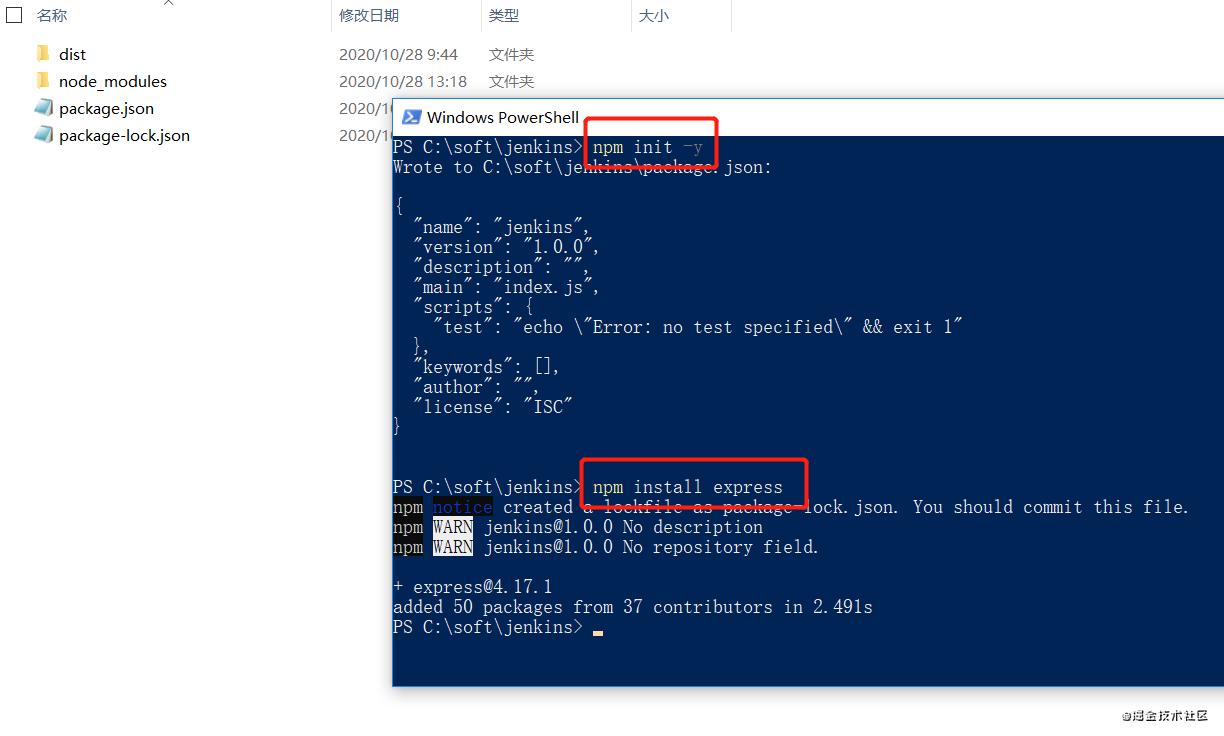 名称 修改日期 类型 大小
dist 2020/10/28 9:44 文件夹
node_modules 2020/10/28 13:18 文件夹
package.json 2020/1
package-lock.json 2020/1
Windows PowerShell
PS C:\soft\jenkins> npm init -y
Wrote to C:\soft\jenkins\package.json:
{
"name": "jenkins",
"version": "1.0.0",
"description": "",
"main": "index.js",
"scripts": {
"test": "echo \"Error: no test specified\" && exit 1"
},
"keywords": [],
"author": "",
"license": "ISC"
}
PS C:\soft\jenkins> npm install express
npm notice created a lockfile as package-lock.json. You should commit this file.
npm WARN jenkins@1.0.0 No description
npm WARN jenkins@1.0.0 No repository field.
+ express@4.17.1
added 50 packages from 37 contributors in 2.491s
PS C:\soft\jenkins>
@掘金技术社区